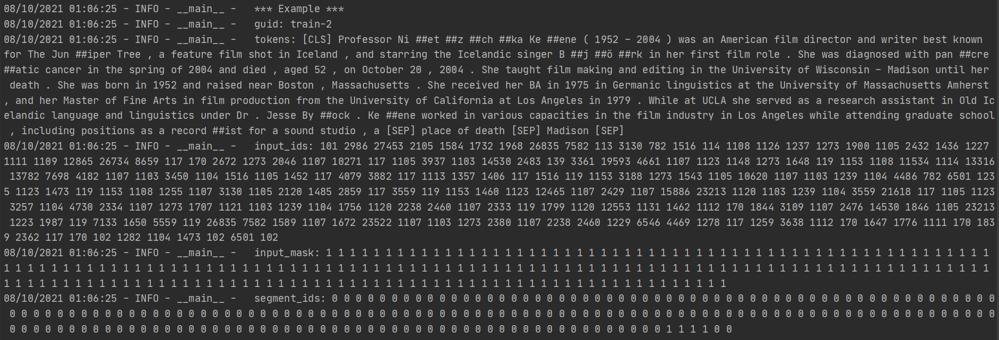 08/10/2021 01:06:25 - INFO - __main__ -   *** Example ***
08/10/2021 01:06:25 - INFO - __main__ -   guid: train-2
08/10/2021 01:06:25 - INFO - __main__ -   tokens: [CLS] Professor Ni ##et ##z ##ch ##ka Ke ##ene ( 1952 – 2004 ) was an American film director and writer best known
for The Jun ##iper Tree , a feature film shot in Iceland , and starring the Icelandic singer B ##j ##ö ##rk in her first film role . She was diagnosed with pan ##cre
##atic cancer in the spring of 2004 and died , aged 52 , on October 20 , 2004 . She taught film making and editing in the University of Wisconsin – Madison until her
death . She was born in 1952 and raised near Boston , Massachusetts . She received her BA in 1975 in Germanic linguistics at the University of Massachusetts Amherst
, and her Master of Fine Arts in film production from the University of California at Los Angeles in 1979 . While at UCLA she served as a research assistant in Old Ic
elandic language and linguistics under Dr . Jesse By ##ock . Ke ##ene worked in various capacities in the film industry in Los Angeles while attending graduate school
, including positions as a record ##ist for a sound studio , a [SEP] place of death [SEP] Madison [SEP]
08/10/2021 01:06:25 - INFO - __main__ -   input_ids: 101 2986 27453 2105 1584 1732 1968 26835 7582 113 3130 782 1516 114 1108 1126 1237 1273 1900 1105 2432 1436 1227
1111 1109 12865 26734 8659 117 170 2672 1273 2046 1107 10271 117 1105 3937 1103 14530 2483 139 3361 19593 4661 1107 1123 1148 1273 1648 119 1153 1108 11534 1114 13316
13782 7698 4182 1107 1103 3450 1104 1516 1105 1452 117 4079 3882 117 1113 1357 1406 117 1516 119 1153 3188 1273 1543 1105 10620 1107 1103 1239 1104 4486 782 6501 123
5 1123 1473 119 1153 1108 1255 1107 3130 1105 2120 1485 2859 117 3559 119 1153 1460 1123 12465 1107 2429 1107 15886 23213 1120 1103 1239 1104 3559 21618 117 1105 1123
3257 1104 4730 2334 1107 1273 1707 1121 1103 1239 1104 1756 1120 2238 2460 1107 2333 119 1799 1120 12553 1131 1462 1112 170 1844 3109 1107 2476 14530 1846 1105 23213
1223 1987 119 7133 1650 5559 119 26835 7582 1589 1107 1672 23522 1107 1103 1273 2380 1107 2238 2460 1229 6546 4469 1278 117 1259 3638 1112 170 1647 1776 1111 170 183
9 2362 117 170 102 1282 1104 1473 102 6501 102
08/10/2021 01:06:25 - INFO - __main__ -   input_mask: 1 1 1 1 1 1 1 1 1 1 1 1 1 1 1 1 1 1 1 1 1 1 1 1 1 1 1 1 1 1 1 1 1 1 1 1 1 1 1 1 1 1 1 1 1 1 1 1 1 1 1 1 1 1 1 1
1 1 1 1 1 1 1 1 1 1 1 1 1 1 1 1 1 1 1 1 1 1 1 1 1 1 1 1 1 1 1 1 1 1 1 1 1 1 1 1 1 1 1 1 1 1 1 1 1 1 1 1 1 1 1 1 1 1 1 1 1 1 1 1 1 1 1 1 1 1 1 1 1 1 1 1 1 1 1 1 1 1 1
1 1 1 1 1 1 1 1 1 1 1 1 1 1 1 1 1 1 1 1 1 1 1 1 1 1 1 1 1 1 1 1 1 1 1 1 1 1 1 1 1 1 1 1 1 1 1 1 1 1 1 1 1 1 1 1 1 1 1 1 1
08/10/2021 01:06:25 - INFO - __main__ -   segment_ids: 0 0 0 0 0 0 0 0 0 0 0 0 0 0 0 0 0 0 0 0 0 0 0 0 0 0 0 0 0 0 0 0 0 0 0 0 0 0 0 0 0 0 0 0 0 0 0 0 0 0 0 0 0 0 0 0
0 0 0 0 0 0 0 0 0 0 0 0 0 0 0 0 0 0 0 0 0 0 0 0 0 0 0 0 0 0 0 0 0 0 0 0 0 0 0 0 0 0 0 0 0 0 0 0 0 0 0 0 0 0 0 0 0 0 0 0 0 0 0 0 0 0 0 0 0 0 0 0 0 0 0 0 0 0 0 0 0 0 0
0 0 0 0 0 0 0 0 0 0 0 0 0 0 0 0 0 0 0 0 0 0 0 0 0 0 0 0 0 0 0 0 0 0 0 0 0 0 0 0 0 0 0 0 0 0 0 0 0 0 0 0 0 0 0 1 1 1 1 0 0